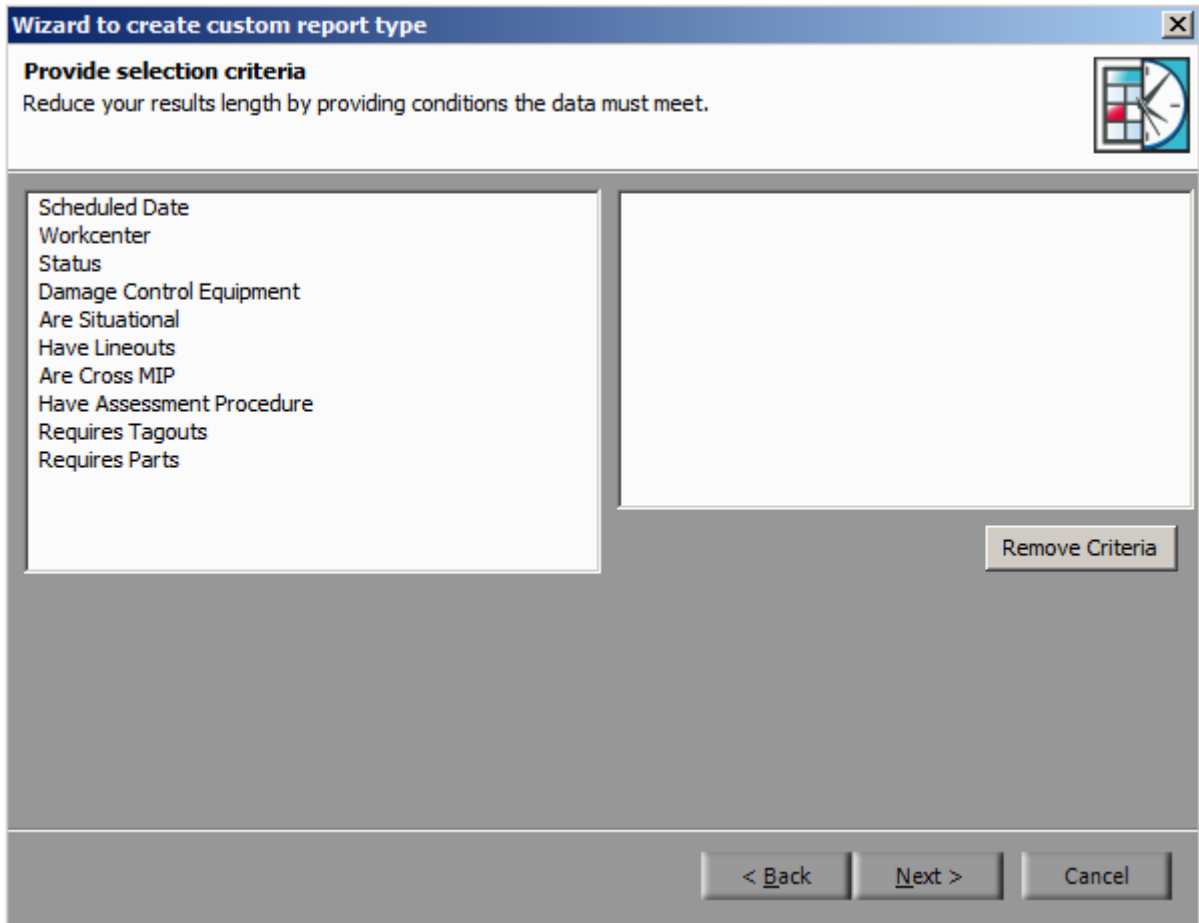 Wizard to create custom report type
Provide selection criteria
Reduce your results length by providing conditions the data must meet.
Scheduled Date
Workcenter
Status
Damage Control Equipment
Are Situational
Have Lineouts
Are Cross MIP
Have Assessment Procedure
Requires Tagouts
Requires Parts
Remove Criteria
< Back
Next >
Cancel